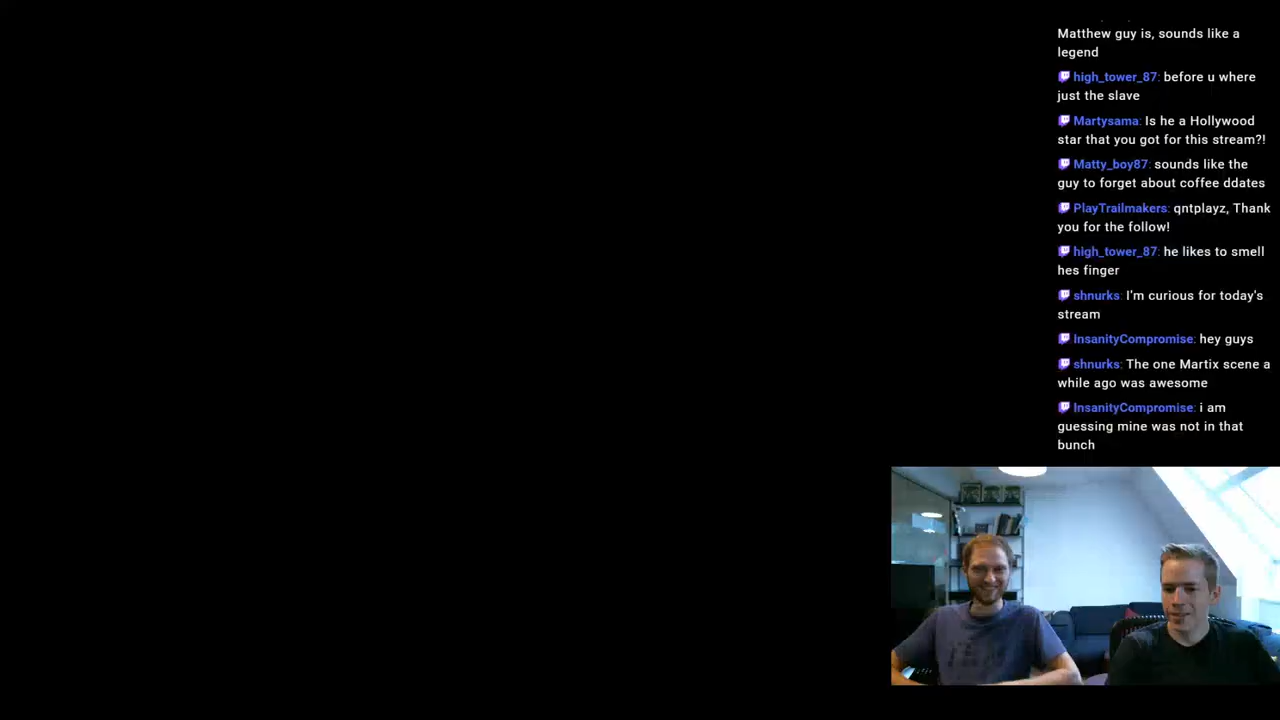 Matthew guy is, sounds like a
legend
high_tower_87: before u where
just the slave
Martysama: Is he a Hollywood
star that you got for this stream?!
Matty_boy87: sounds like the
guy to forget about coffee ddates
PlayTrailmakers: qntplayz, Thank
you for the follow!
high_tower_87: he likes to smell
hes finger
shnurks: I'm curious for today's
stream
InsanityCompromise: hey guys
shnurks: The one Martix scene a
while ago was awesome
InsanityCompromise: i am
guessing mine was not in that
bunch